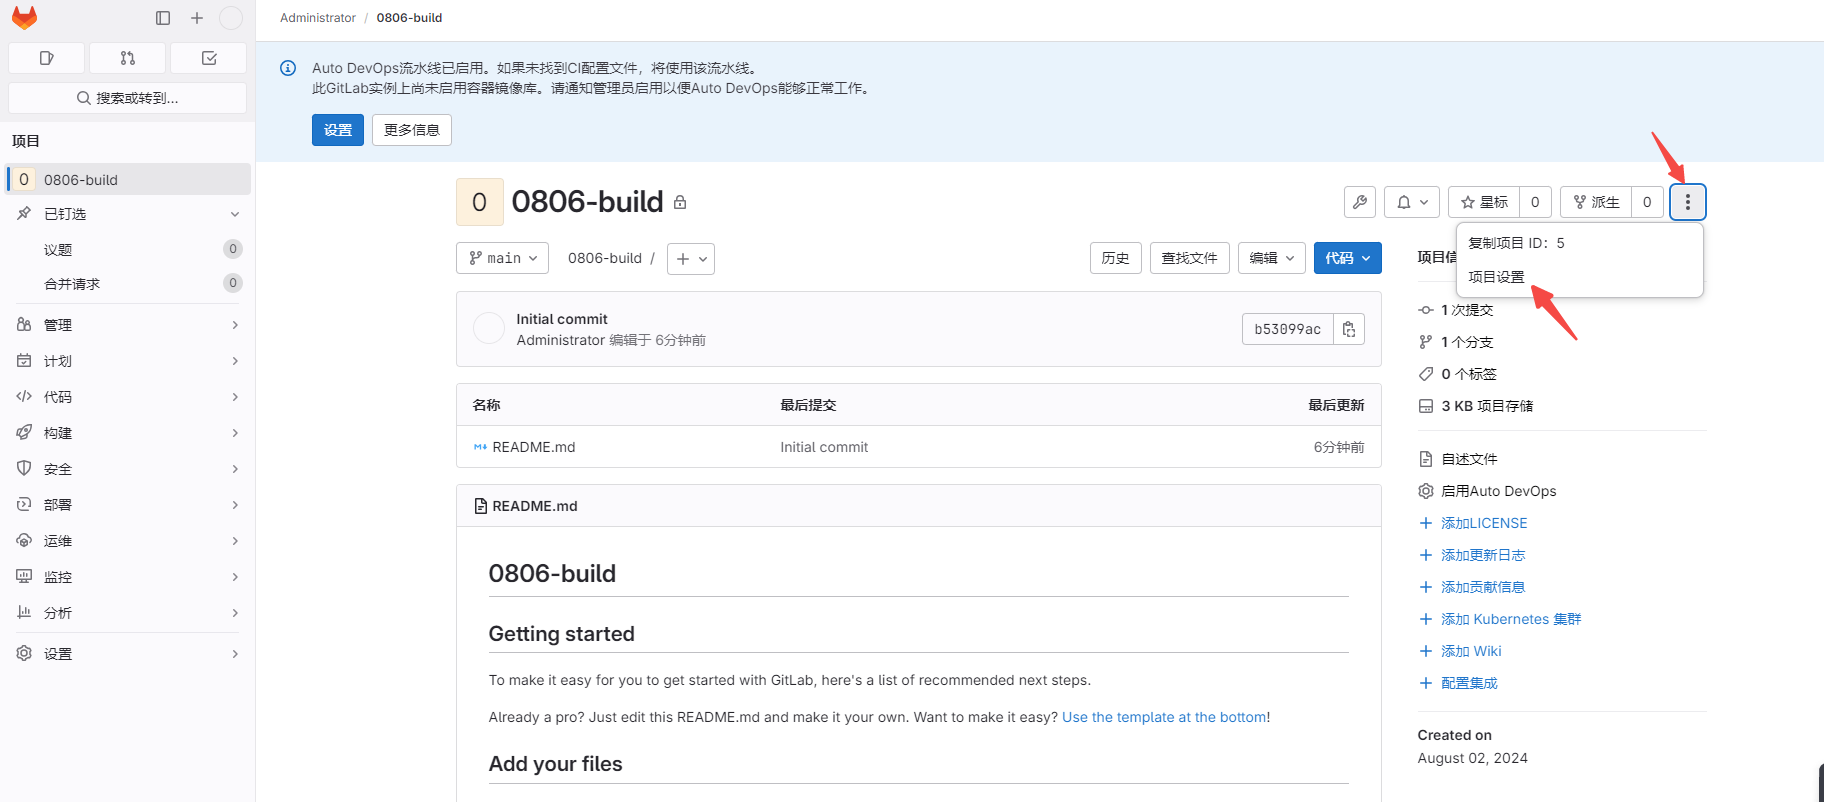 Administrator / 0806-build
搜索或转到...
项目
0 0806-build
已钉选
议题 0
合并请求 0
管理
计划
代码
构建
安全
部署
运维
监控
分析
设置
Auto DevOps流水线已启用。如果未找到CI配置文件，将使用该流水线。
此GitLab实例上尚未启用容器镜像库。请通知管理员启用以便Auto DevOps能够正常工作。
设置 更多信息
0 0806-build
星标 0 派生 0
复制项目 ID：5
项目设置
main 0806-build /
历史 查找文件 编辑 代码
Initial commit
Administrator 编辑于 6分钟前
b53099ac
名称 最后提交 最后更新
README.md Initial commit 6分钟前
README.md
0806-build
Getting started
To make it easy for you to get started with GitLab, here's a list of recommended next steps.
Already a pro? Just edit this README.md and make it your own. Want to make it easy? Use the template at the bottom!
Add your files
项目信
1 次提交
1 个分支
0 个标签
3 KB 项目存储
自述文件
启用Auto DevOps
添加LICENSE
添加更新日志
添加贡献信息
添加 Kubernetes 集群
添加 Wiki
配置集成
Created on
August 02, 2024